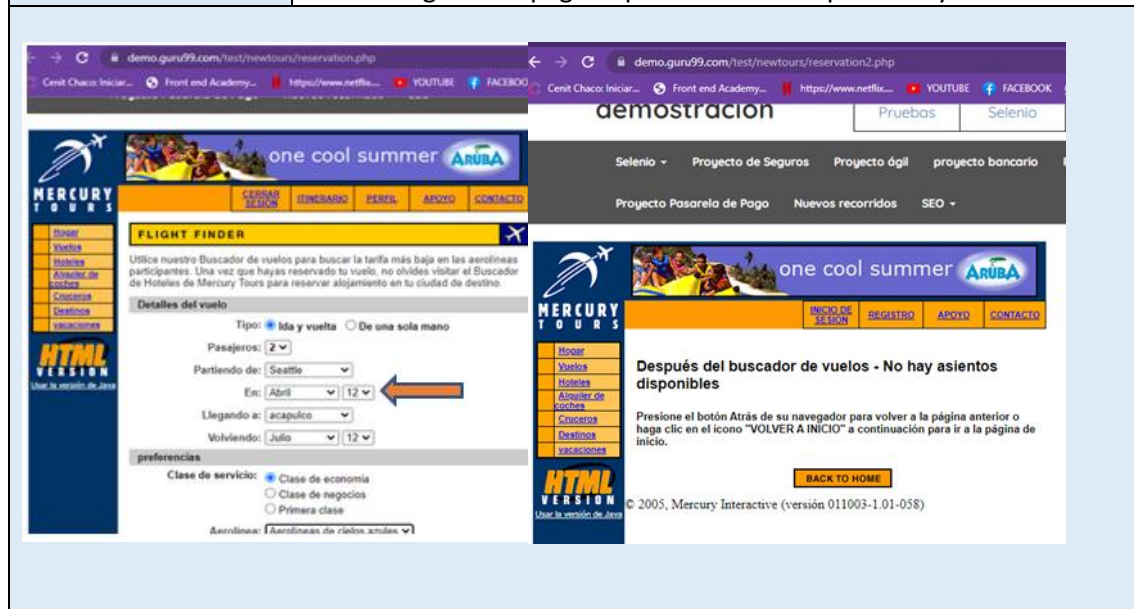 demo.guru99.com/test/newtours/reservation.php
Cenit Chaco: Iniciar... Front end Academy... https://www.netflix.... YOUTUBE FACEBOO
one cool summer ARUBA
MERCURY
TOURS
CERRAR
SESIÓN
ITINERARIO
PERFIL
APOYO
CONTACTO
Hogar
Vuelos
Hoteles
Alquiler de
coches
Cruceros
Destinos
vacaciones
HTML
VERSION
Usar la versión de Java
FLIGHT FINDER
Utilice nuestro Buscador de vuelos para buscar la tarifa más baja en las aerolíneas
participantes. Una vez que hayas reservado tu vuelo, no olvides visitar el Buscador
de Hoteles de Mercury Tours para reservar alojamiento en tu ciudad de destino.
Detalles del vuelo
Tipo: Ida y vuelta De una sola mano
Pasajeros: 2
Partiendo de: Seattle
En: Abril 12
Llegando a: acapulco
Volviendo: Julio 12
preferencias
Clase de servicio: Clase de economía
Clase de negocios
Primera clase
Aerolínea: Aerolíneas de cielos azules
demo.guru99.com/test/newtours/reservation2.php
Cenit Chaco: Iniciar... Front end Academy... https://www.netflix.... YOUTUBE FACEBOOK
demostración
Pruebas
Selenio
Selenio Proyecto de Seguros Proyecto ágil proyecto bancario
Proyecto Pasarela de Pago Nuevos recorridos SEO
one cool summer ARUBA
MERCURY
TOURS
INICIO DE
SESIÓN
REGISTRO
APOYO
CONTACTO
Hogar
Vuelos
Hoteles
Alquiler de
coches
Cruceros
Destinos
vacaciones
HTML
VERSION
Usar la versión de Java
Después del buscador de vuelos - No hay asientos
disponibles
Presione el botón Atrás de su navegador para volver a la página anterior o
haga clic en el icono "VOLVER A INICIO" a continuación para ir a la página de
inicio.
BACK TO HOME
© 2005, Mercury Interactive (versión 011003-1.01-058)